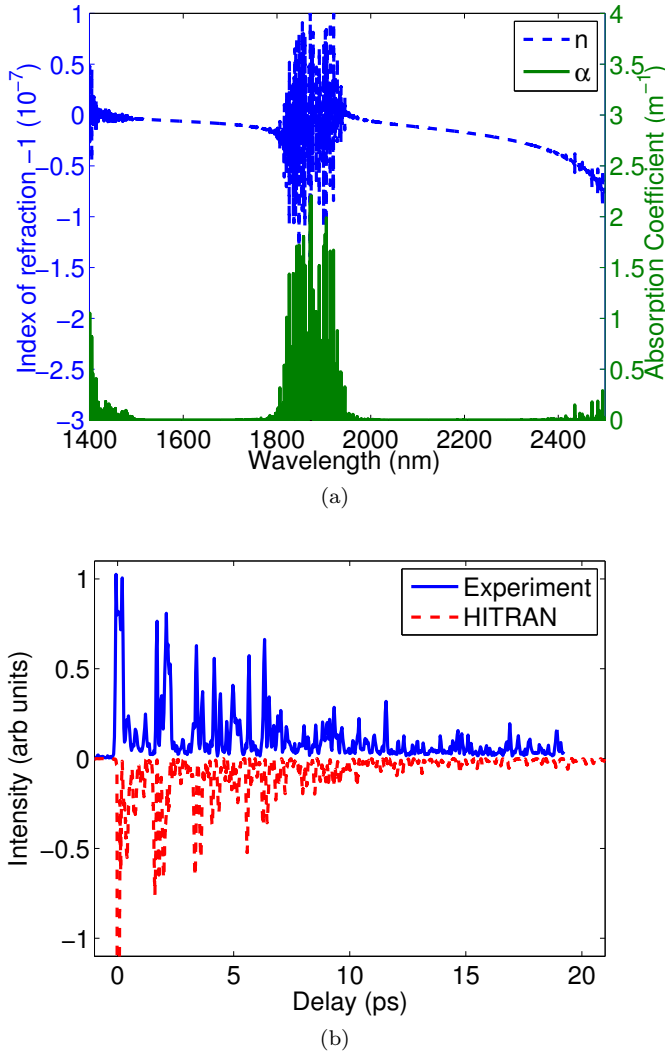 1
0.5
0
−0.5
−1
−1.5
−2
−2.5
−3
Index of refraction −1 (10⁻⁷)
n
α
4
3.5
3
2.5
2
1.5
1
0.5
0
Absorption Coefficient (m⁻¹)
1400 1600 1800 2000 2200 2400
Wavelength (nm)
(a)
1
0.5
0
−0.5
−1
Intensity (arb units)
Experiment
HITRAN
0 5 10 15 20
Delay (ps)
(b)